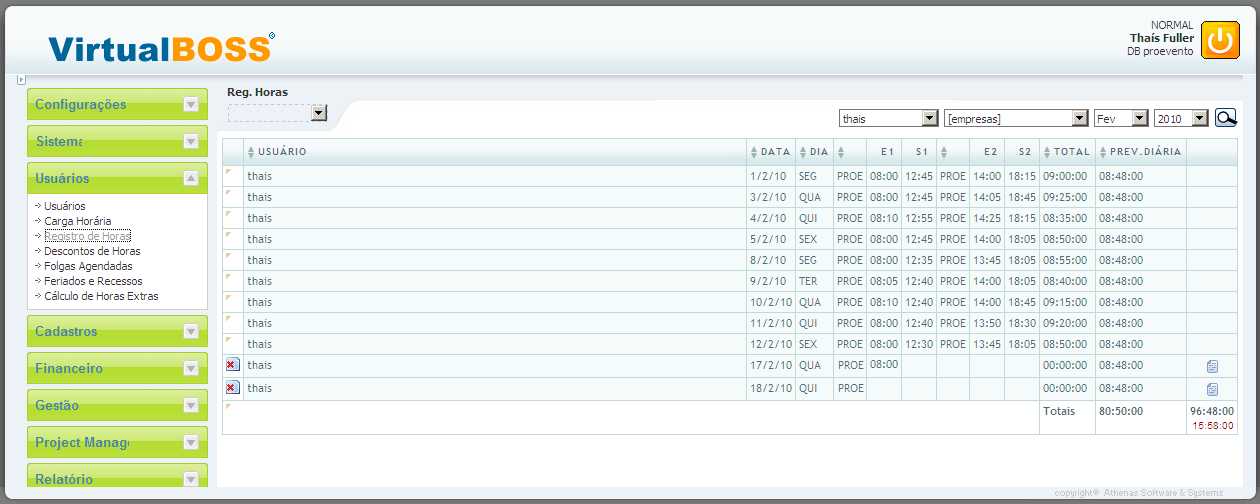 VirtualBOSS
NORMAL
Thaís Fuller
DB proevento
Configurações
Sistema
Usuários
Usuários
Carga Horária
Registro de Horas
Descontos de Horas
Folgas Agendadas
Feriados e Recessos
Cálculo de Horas Extras
Cadastros
Financeiro
Gestão
Project Manag
Relatório
Reg. Horas
thais [empresas] Fev 2010
USUÁRIO DATA DIA E1 S1 E2 S2 TOTAL PREV.DIÁRIA
thais 1/2/10 SEG PROE 08:00 12:45 PROE 14:00 18:15 09:00:00 08:48:00
thais 3/2/10 QUA PROE 08:00 12:45 PROE 14:05 18:45 09:25:00 08:48:00
thais 4/2/10 QUI PROE 08:10 12:55 PROE 14:25 18:15 08:35:00 08:48:00
thais 5/2/10 SEX PROE 08:00 12:45 PROE 14:00 18:05 08:50:00 08:48:00
thais 8/2/10 SEG PROE 08:00 12:35 PROE 13:45 18:05 08:55:00 08:48:00
thais 9/2/10 TER PROE 08:05 12:40 PROE 14:00 18:05 08:40:00 08:48:00
thais 10/2/10 QUA PROE 08:10 12:40 PROE 14:00 18:45 09:15:00 08:48:00
thais 11/2/10 QUI PROE 08:00 12:40 PROE 13:50 18:30 09:20:00 08:48:00
thais 12/2/10 SEX PROE 08:00 12:30 PROE 13:45 18:05 08:50:00 08:48:00
thais 17/2/10 QUA PROE 08:00 00:00:00 08:48:00
thais 18/2/10 QUI PROE 00:00:00 08:48:00
Totais 80:50:00 96:48:00
15:58:00
copyright® Athenas Software & Systems